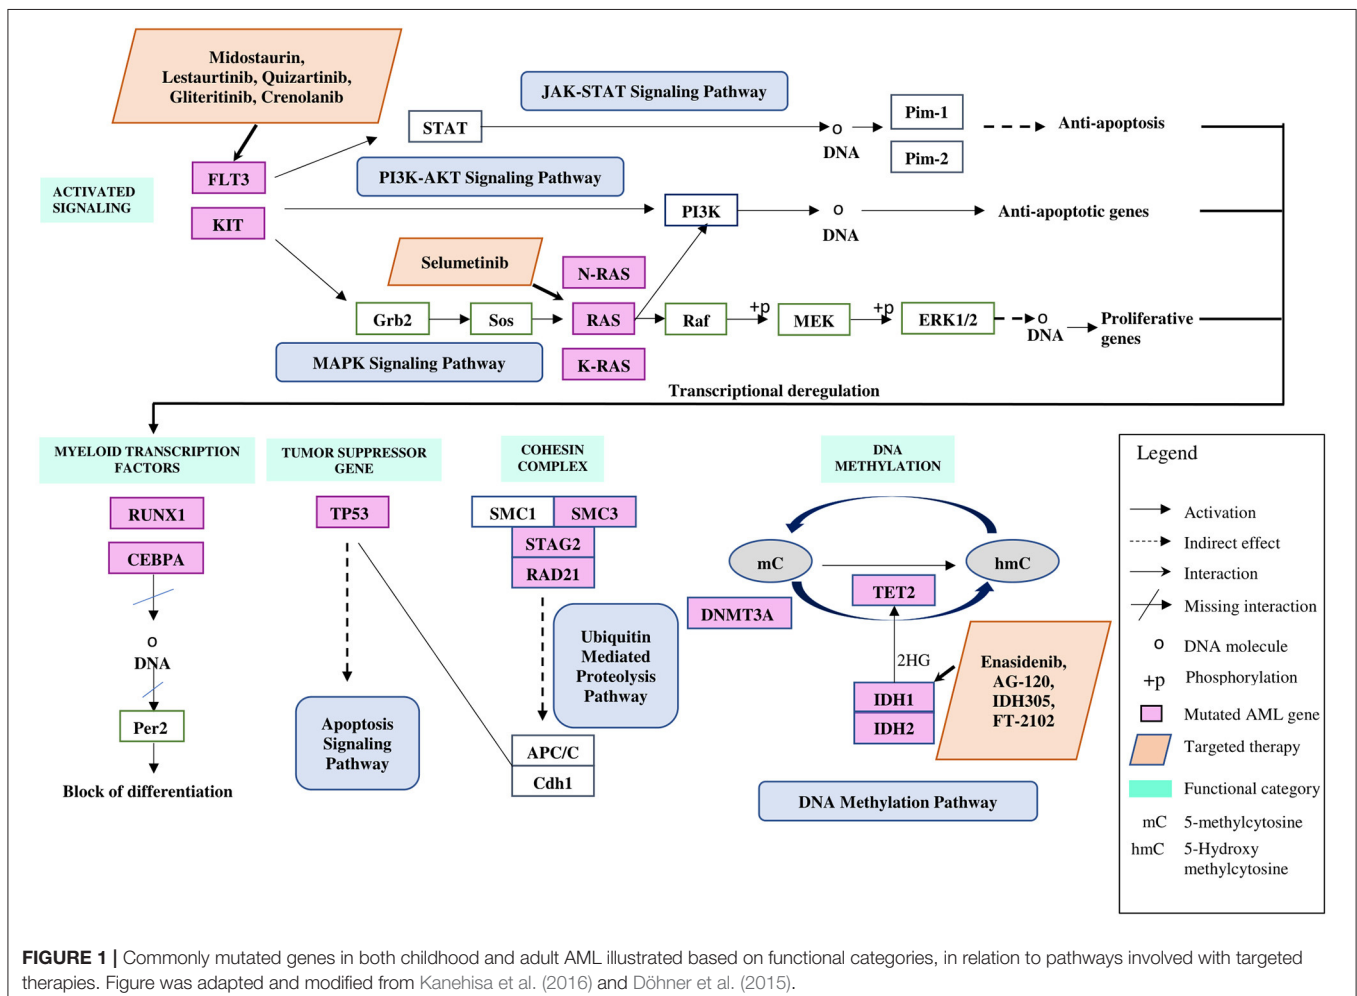 Midostaurin,
Lestaurtinib, Quizartinib,
Gliteritinib, Crenolanib
JAK-STAT Signaling Pathway
STAT
o
DNA
Pim-1
Pim-2
Anti-apoptosis
ACTIVATED
SIGNALING
FLT3
KIT
PI3K-AKT Signaling Pathway
PI3K
o
DNA
Anti-apoptotic genes
Selumetinib
N-RAS
Grb2
Sos
RAS
Raf
+p
MEK
+p
ERK1/2
o
DNA
Proliferative
genes
K-RAS
MAPK Signaling Pathway
Transcriptional deregulation
MYELOID TRANSCRIPTION
FACTORS
RUNX1
CEBPA
o
DNA
Per2
Block of differentiation
TUMOR SUPPRESSOR
GENE
TP53
Apoptosis
Signaling
Pathway
COHESIN
COMPLEX
SMC1
SMC3
STAG2
RAD21
Ubiquitin
Mediated
Proteolysis
Pathway
APC/C
Cdh1
DNA
METHYLATION
mC
hmC
TET2
DNMT3A
2HG
IDH1
IDH2
Enasidenib,
AG-120,
IDH305,
FT-2102
DNA Methylation Pathway
Legend
Activation
Indirect effect
Interaction
Missing interaction
o DNA molecule
+p Phosphorylation
Mutated AML gene
Targeted therapy
Functional category
mC 5-methylcytosine
hmC 5-Hydroxy
methylcytosine
FIGURE 1 | Commonly mutated genes in both childhood and adult AML illustrated based on functional categories, in relation to pathways involved with targeted
therapies. Figure was adapted and modified from Kanehisa et al. (2016) and Döhner et al. (2015).